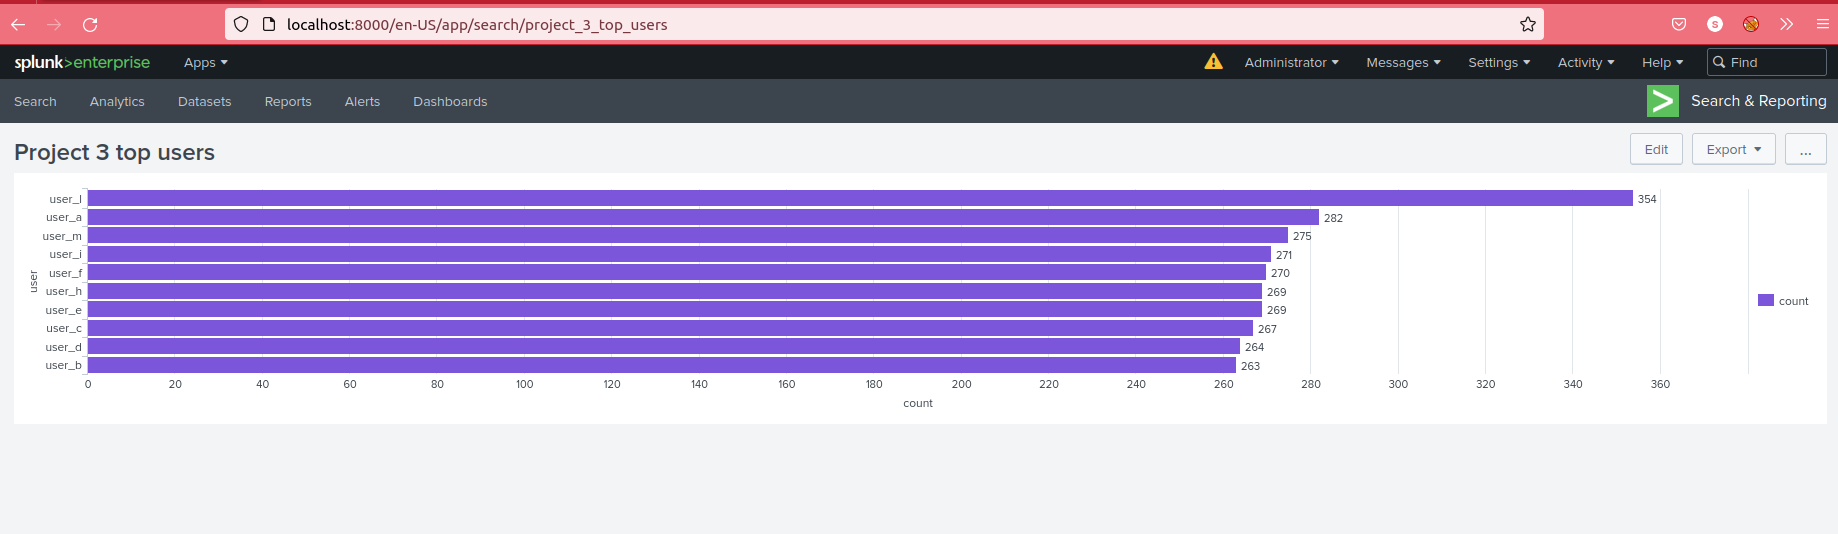 localhost:8000/en-US/app/search/project_3_top_users
S
splunk>enterprise Apps Administrator Messages Settings Activity Help Find
Search Analytics Datasets Reports Alerts Dashboards > Search & Reporting
Project 3 top users Edit Export ...
user
user_l 354
user_a 282
user_m 275
user_i 271
user_f 270
user_h 269
user_e 269
user_c 267
user_d 264
user_b 263
count
0 20 40 60 80 100 120 140 160 180 200 220 240 260 280 300 320 340 360
count